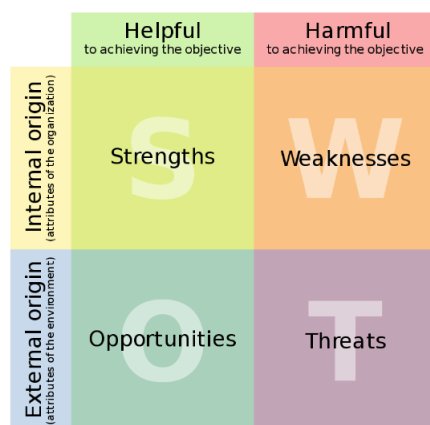 Helpful
to achieving the objective
Harmful
to achieving the objective
Internal origin
(attributes of the organization)
S
Strengths
W
Weaknesses
External origin
(attributes of the environment)
O
Opportunities
T
Threats